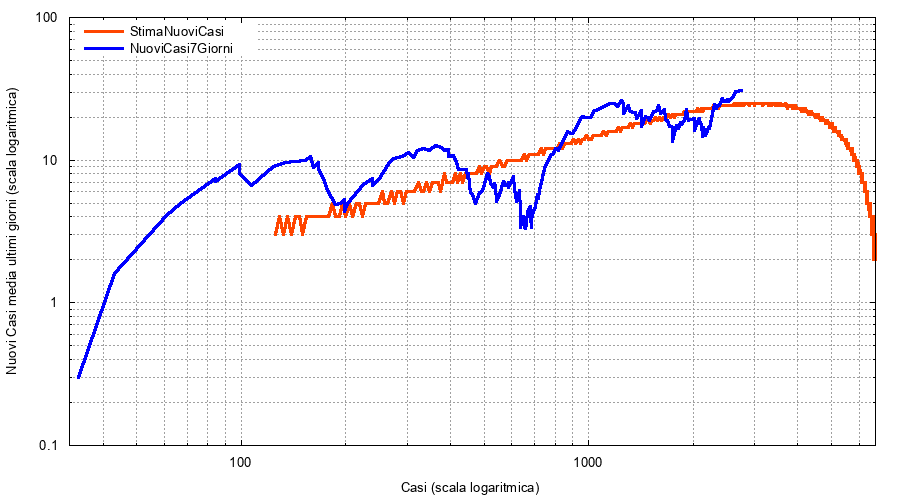 100
10
1
0.1
StimaNuoviCasi
NuoviCasi7Giorni
Nuovi Casi media ultimi giorni (scala logaritmica)
100
1000
Casi (scala logaritmica)